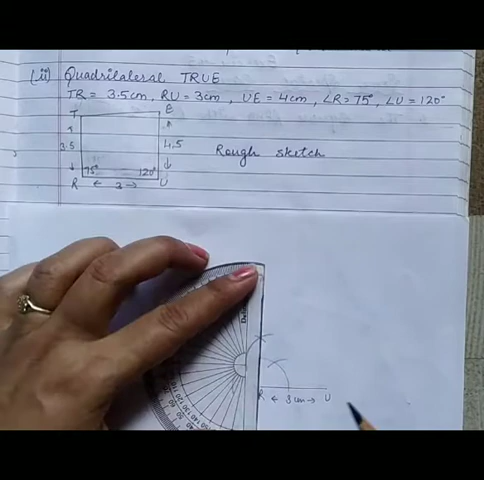 (ii) Quadrilateral TRUE
TR = 3.5cm, RU = 3cm, UE = 4cm, ∠R = 75°, ∠U = 120°
T E
3.5 4.5 Rough sketch
75° 120°
R ← 3 → U
R ← 3cm → U